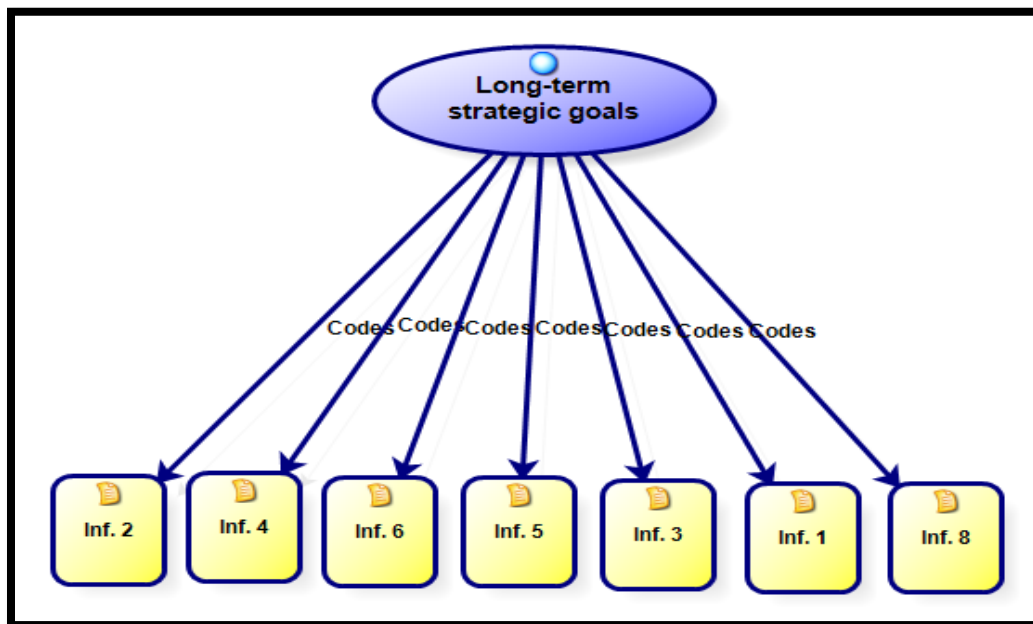 Long-term
strategic goals
Codes Codes Codes Codes Codes Codes Codes
Inf. 2 Inf. 4 Inf. 6 Inf. 5 Inf. 3 Inf. 1 Inf. 8